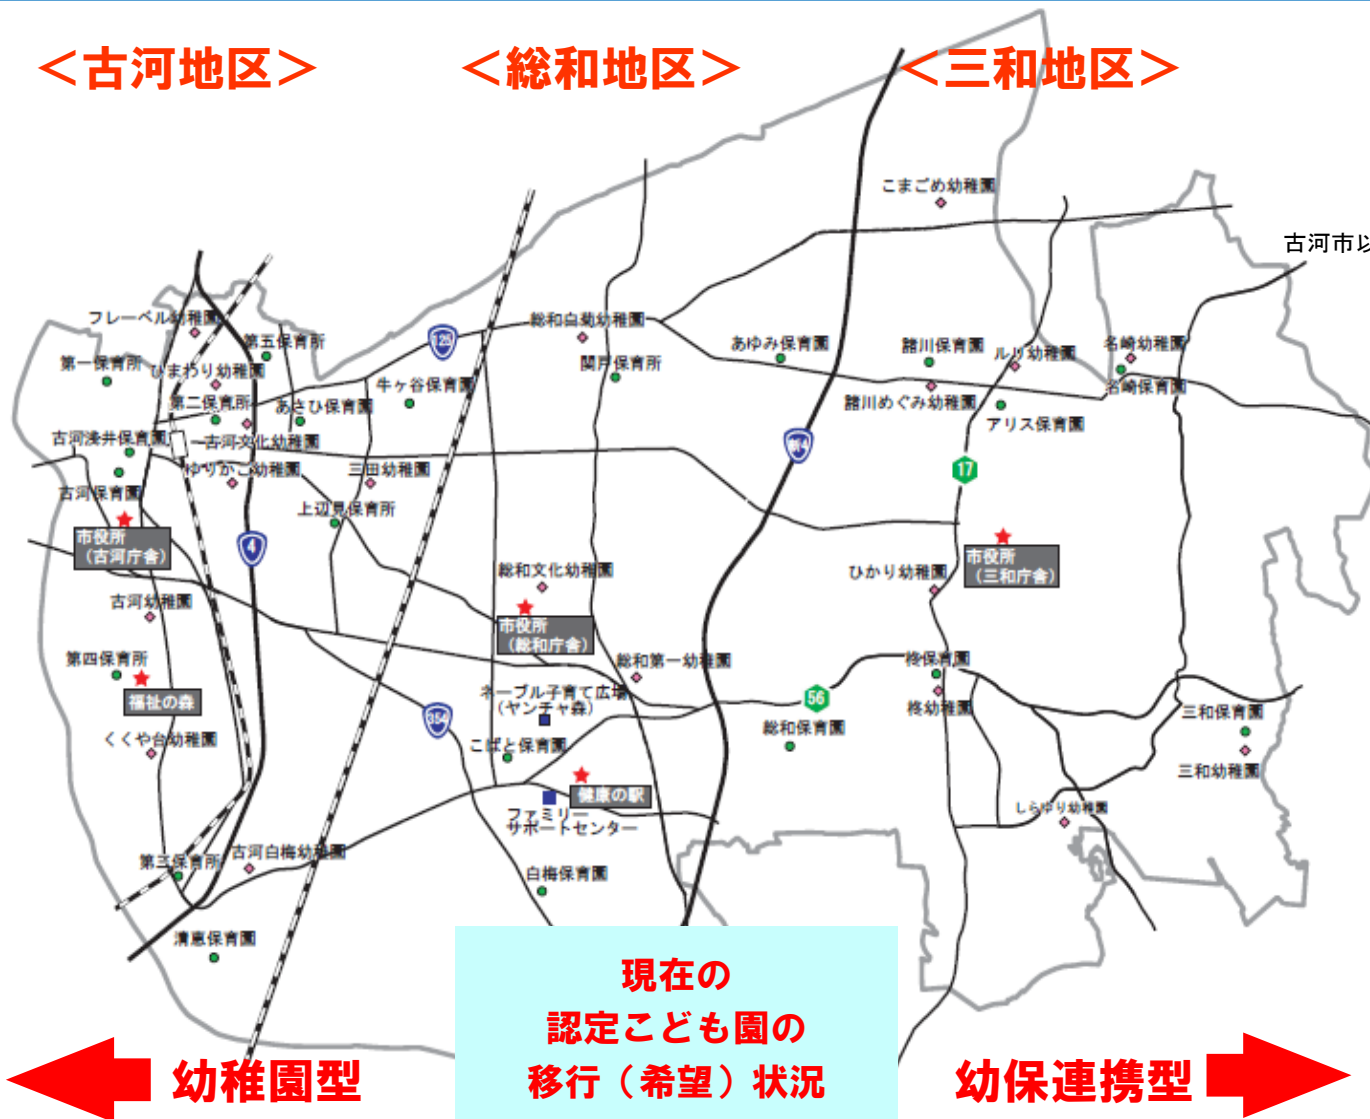 ＜古河地区＞
＜総和地区＞
＜三和地区＞
こまごめ幼稚園
古河市以
フレーベル幼稚園
第五保育所
125
総和白菊幼稚園
あゆみ保育園
諸川保育園
ルリ幼稚園
名崎幼稚園
第一保育所
ひまわり幼稚園
牛ヶ谷保育園
関戸保育所
名崎保育園
第二保育所
あさひ保育園
諸川めぐみ幼稚園
アリス保育園
古河浅井保育園
古河文化幼稚園
ゆりかご幼稚園
三田幼稚園
17
古河保育園
上辺見保育所
市役所
（古河庁舎）
4
市役所
（三和庁舎）
総和文化幼稚園
ひかり幼稚園
古河幼稚園
市役所
（総和庁舎）
第四保育所
総和第一幼稚園
柊保育園
福祉の森
ネーブル子育て広場
（ヤンチャ森）
56
柊幼稚園
354
総和保育園
三和保育園
くくや台幼稚園
こばと保育園
三和幼稚園
健康の駅
ファミリー
サポートセンター
しらゆり幼稚園
第三保育所
古河白梅幼稚園
白梅保育園
清恵保育園
現在の
認定こども園の
移行（希望）状況
幼稚園型
幼保連携型